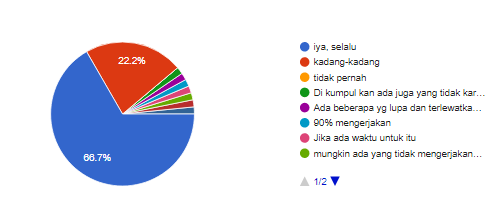 22.2%
66.7%
iya, selalu
kadang-kadang
tidak pernah
Di kumpul kan ada juga yang tidak kar...
Ada beberapa yg lupa dan terlewatka...
90% mengerjakan
Jika ada waktu untuk itu
mungkin ada yang tidak mengerjakan...
1/2